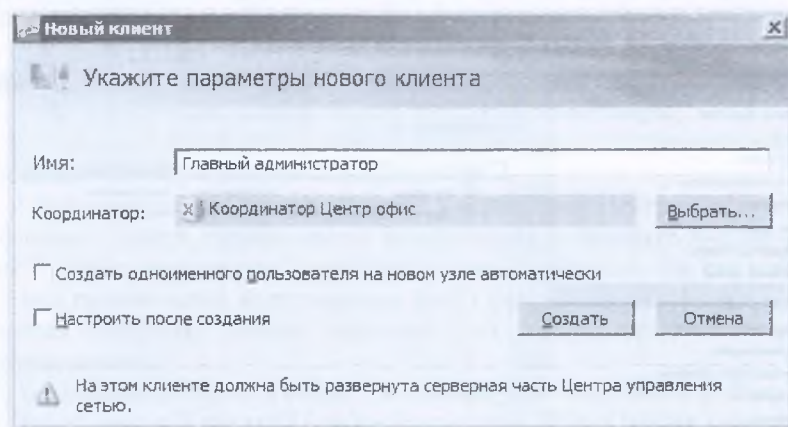 Новый клиент
Укажите параметры нового клиента
Имя: Главный администратор
Координатор: Координатор Центр офис Выбрать...
Создать одноименного пользователя на новом узле автоматически
Настроить после создания Создать Отмена
На этом клиенте должна быть развернута серверная часть Центра управления
сетью.